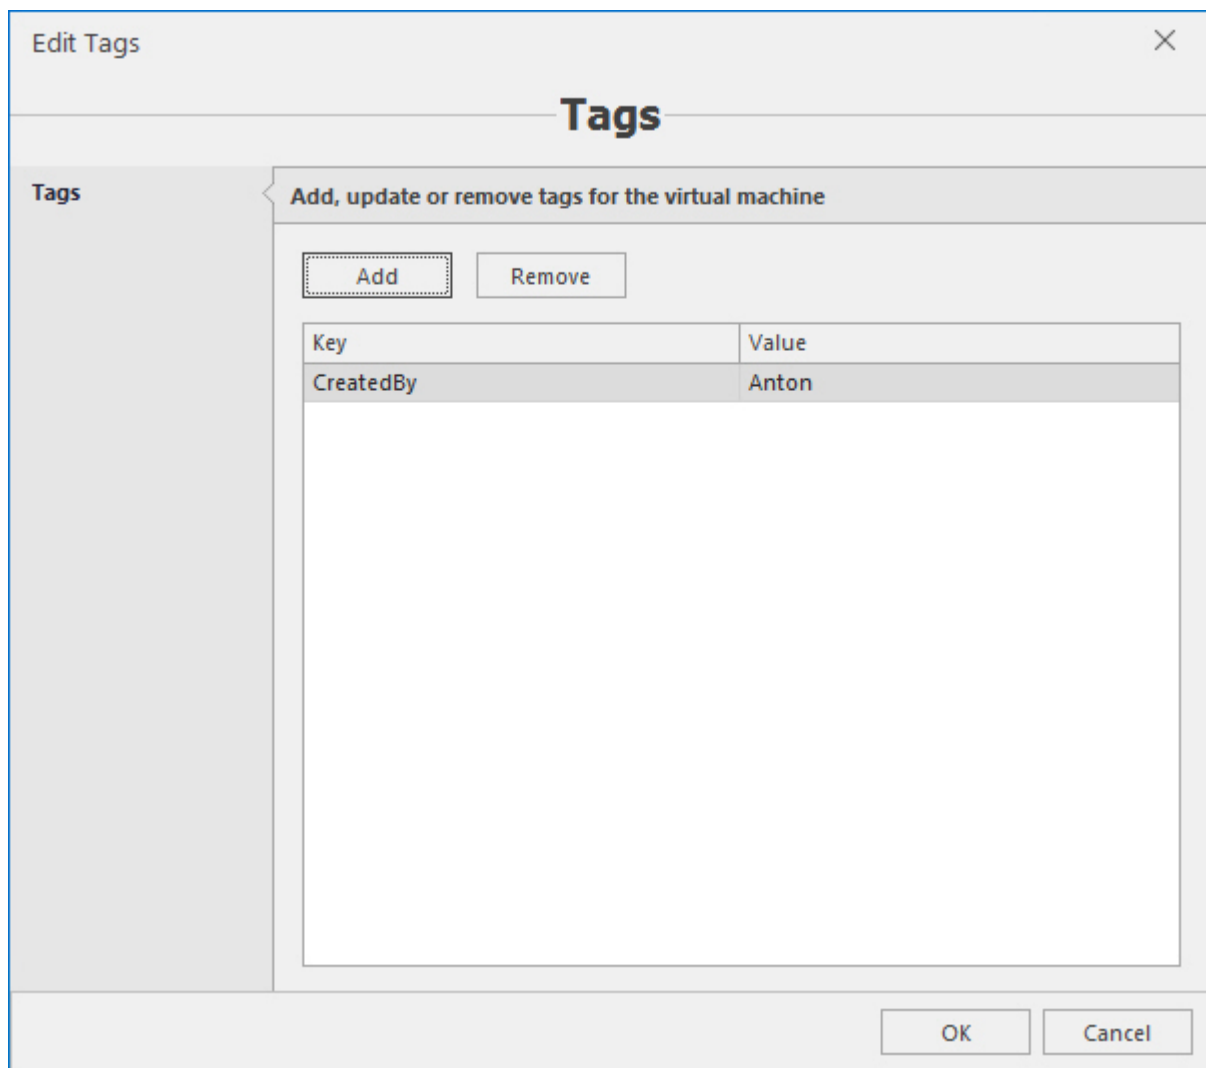 Edit Tags
Tags
Tags
Add, update or remove tags for the virtual machine
Add Remove
Key Value
CreatedBy Anton
OK Cancel